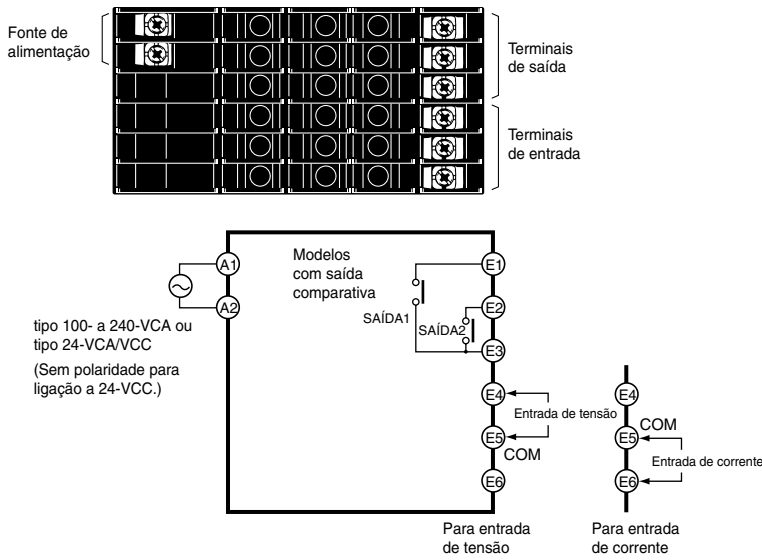 Fonte de
alimentação
Terminais
de saída
Terminais
de entrada
A1
A2
Modelos
com saída
comparativa
SAÍDA1
SAÍDA2
E1
E2
E3
E4
E5
COM
E6
Entrada de tensão
tipo 100- a 240-VCA ou
tipo 24-VCA/VCC
(Sem polaridade para
ligação a 24-VCC.)
Para entrada
de tensão
E4
E5
COM
E6
Entrada de corrente
Para entrada
de corrente